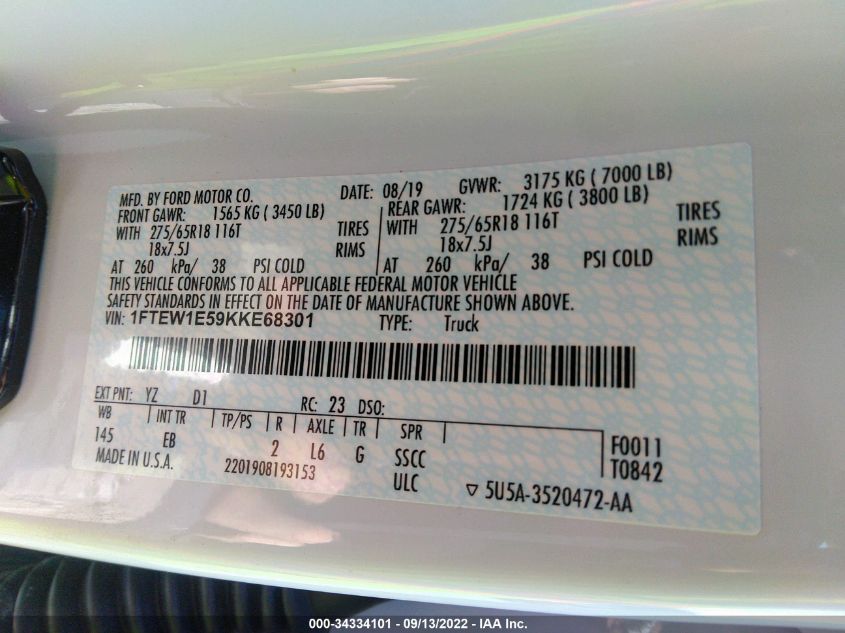 MFD. BY FORD MOTOR CO. DATE: 08/19 GVWR: 3175 KG ( 7000 LB)
FRONT GAWR: 1565 KG ( 3450 LB) REAR GAWR: 1724 KG ( 3800 LB)
WITH 275/65R18 116T TIRES WITH 275/65R18 116T TIRES
18x7.5J RIMS 18x7.5J RIMS
AT 260 kPa/ 38 PSI COLD AT 260 kPa/ 38 PSI COLD
THIS VEHICLE CONFORMS TO ALL APPLICABLE FEDERAL MOTOR VEHICLE
SAFETY STANDARDS IN EFFECT ON THE DATE OF MANUFACTURE SHOWN ABOVE.
VIN: 1FTEW1E59KKE68301 TYPE: Truck
EXT PNT: YZ D1 RC: 23 DSO:
WB INT TR TP/PS R AXLE TR SPR
145 EB 2 L6 G SSCC F0011
MADE IN U.S.A. 2201908193153 ULC T0842
▽ 5U5A-3520472-AA
000-34334101 - 09/13/2022 - IAA Inc.